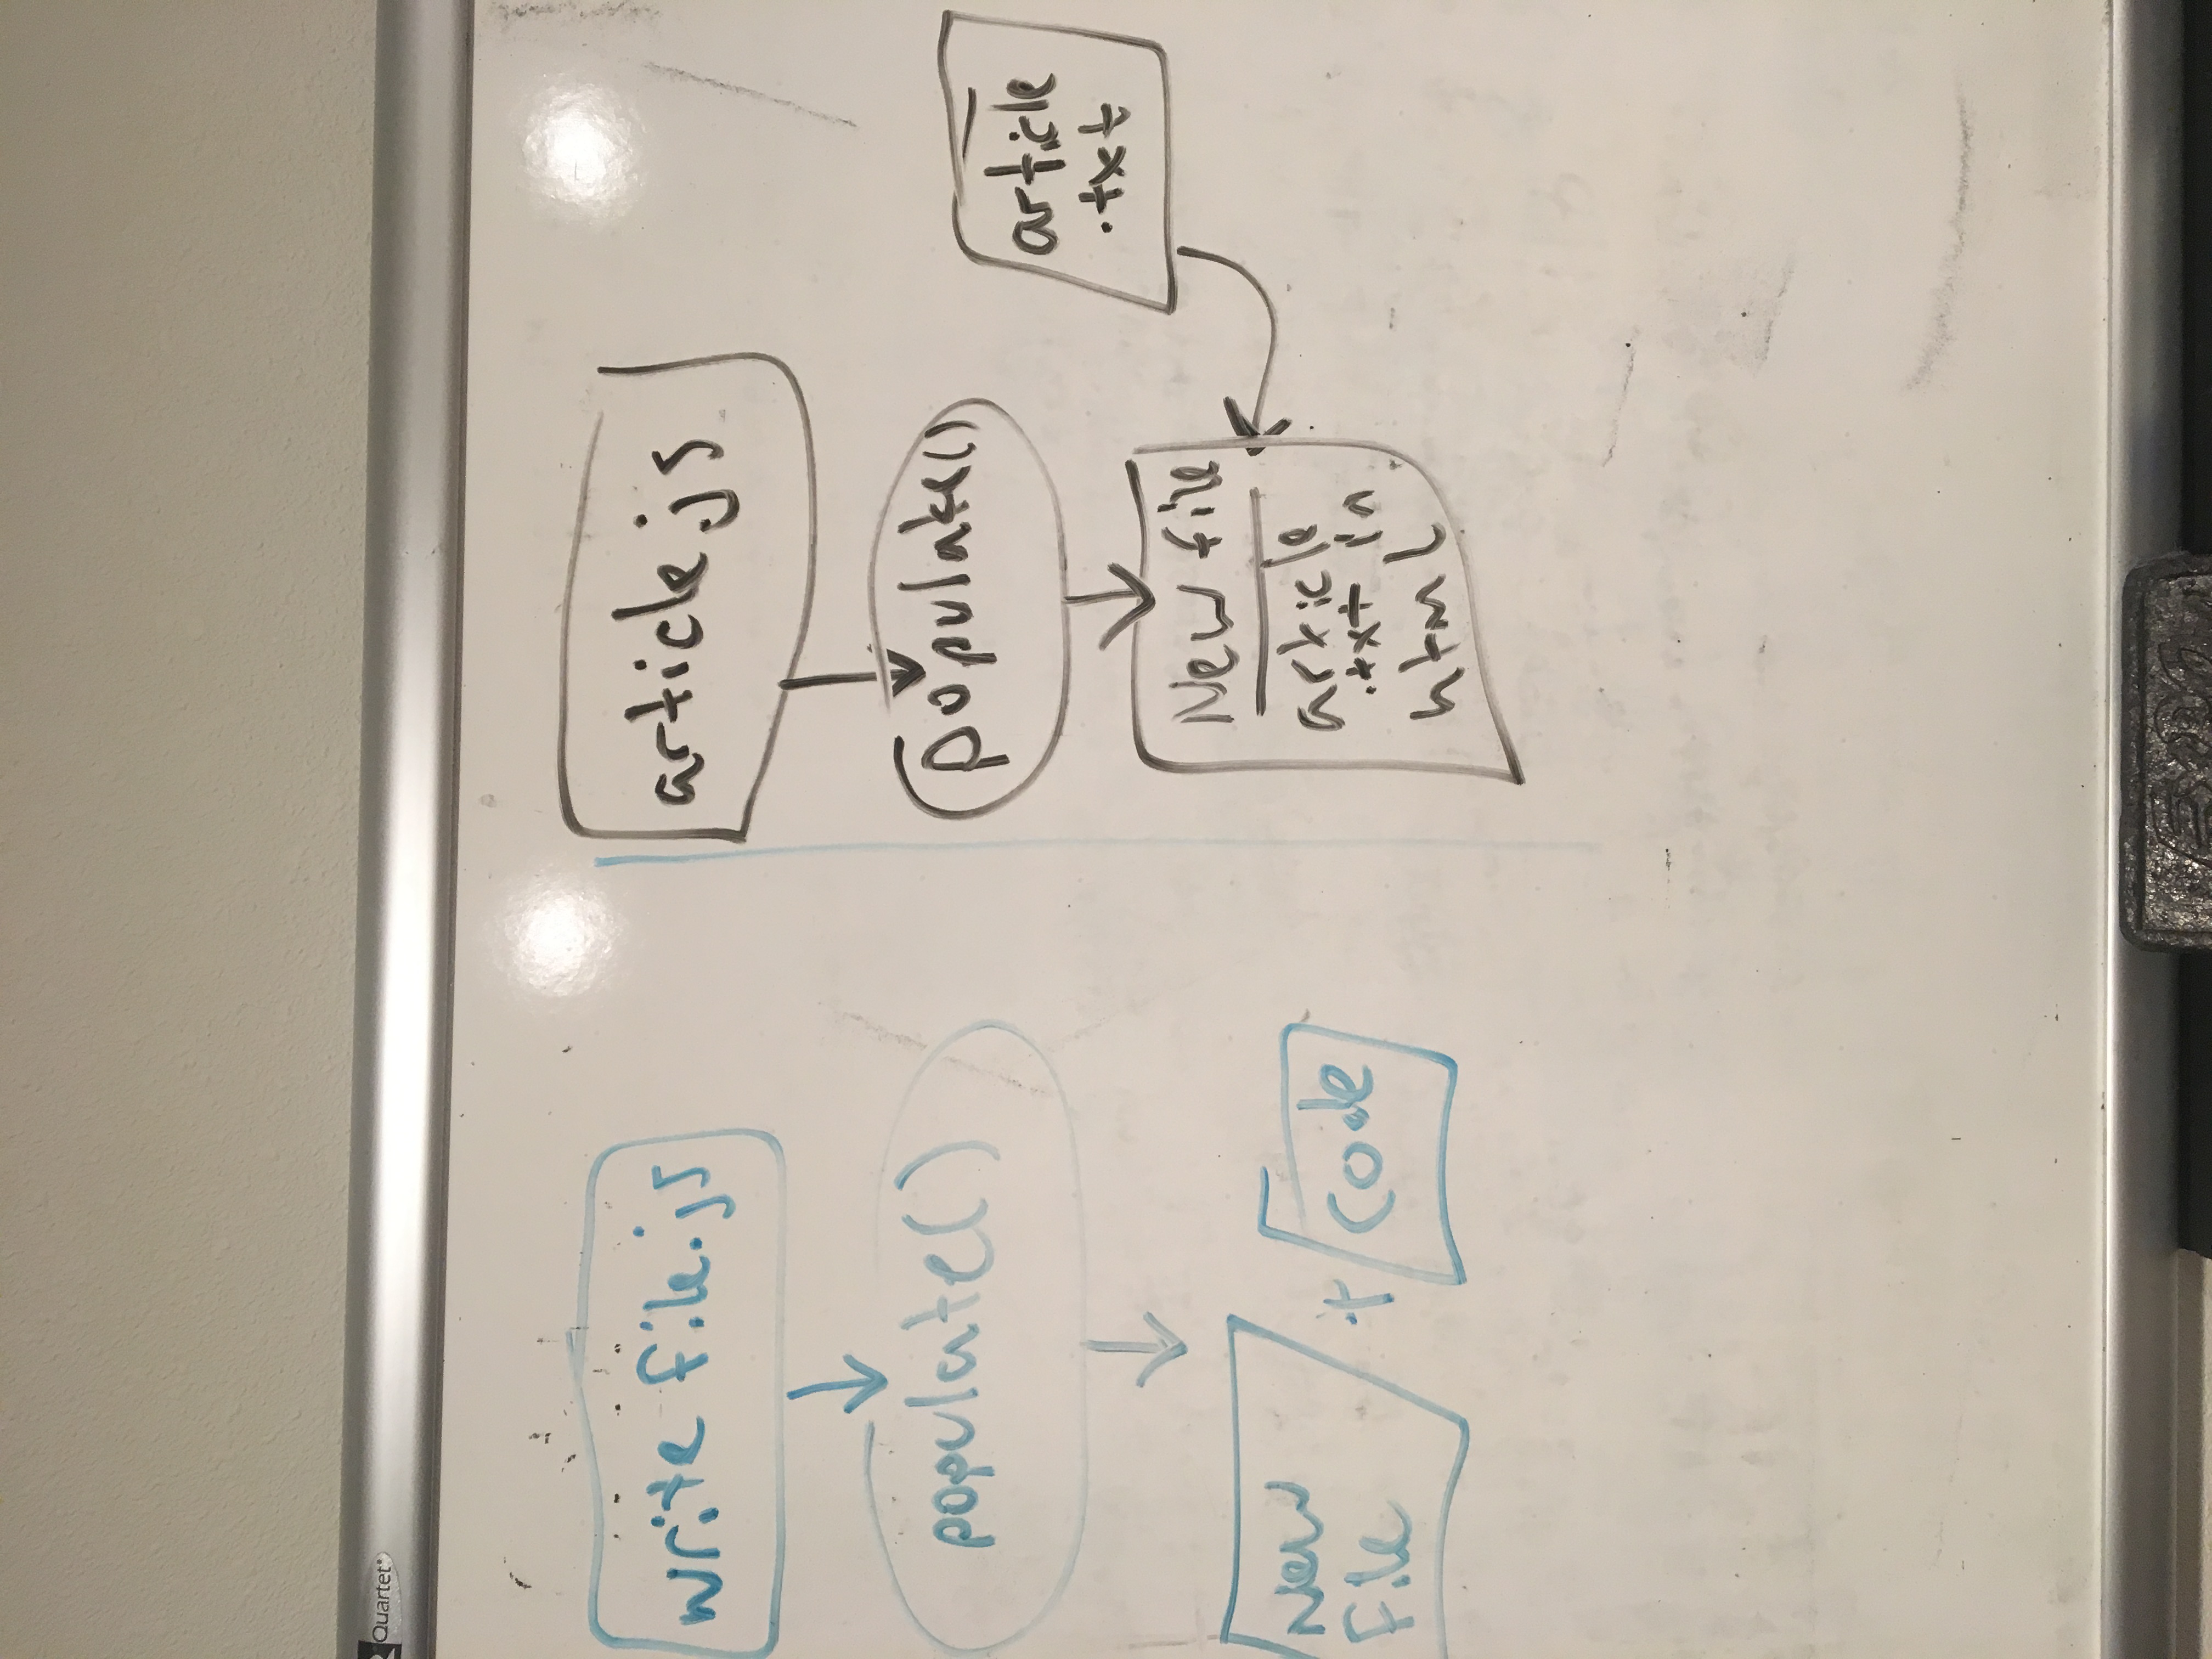 Quartet
write file.js
populate()
New
File
+
code
article.js
populate()
article
.txt
New file
article
.txt in
html